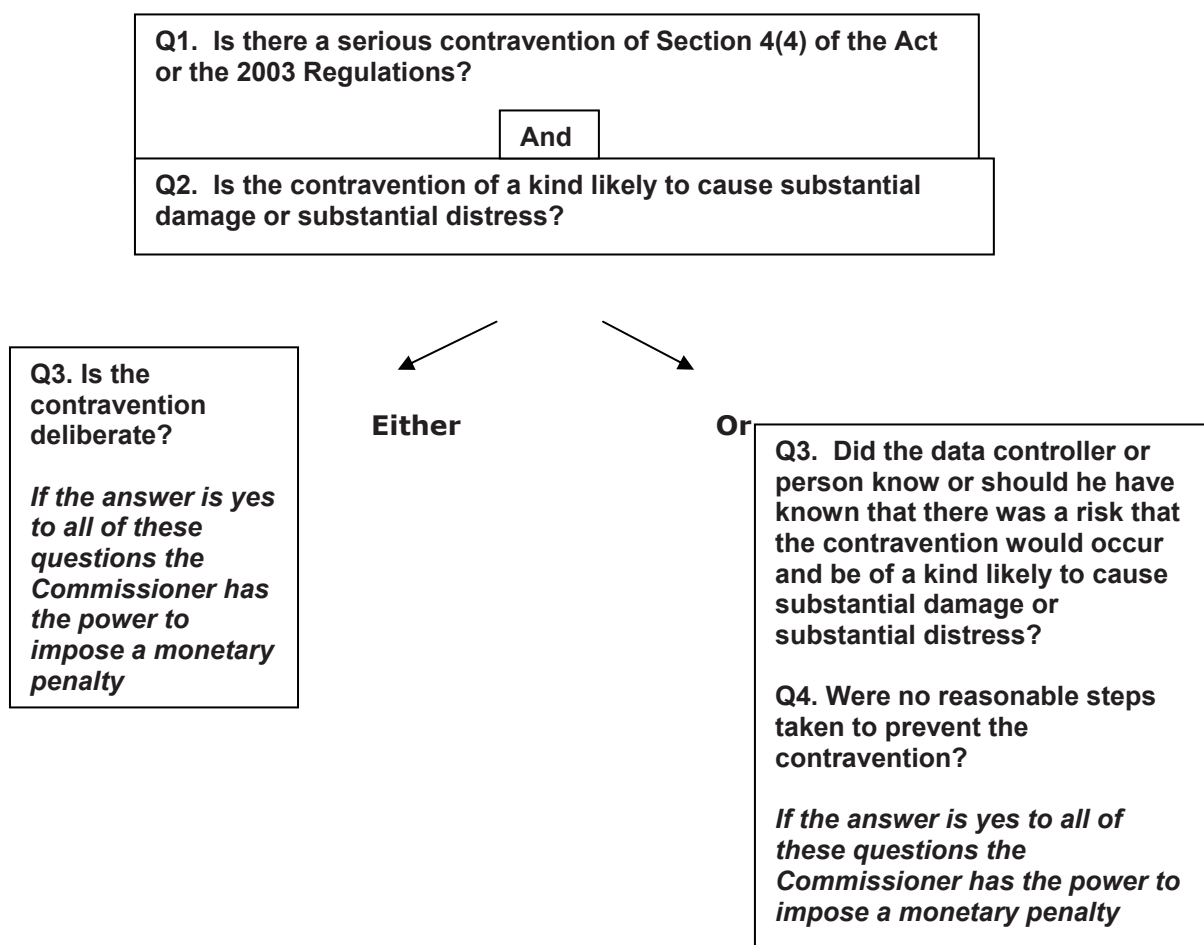 Q1. Is there a serious contravention of Section 4(4) of the Act
or the 2003 Regulations?
And
Q2. Is the contravention of a kind likely to cause substantial
damage or substantial distress?
Q3. Is the
contravention
deliberate?
If the answer is yes
to all of these
questions the
Commissioner has
the power to
impose a monetary
penalty
Either
Or
Q3. Did the data controller or
person know or should he have
known that there was a risk that
the contravention would occur
and be of a kind likely to cause
substantial damage or
substantial distress?
Q4. Were no reasonable steps
taken to prevent the
contravention?
If the answer is yes to all of
these questions the
Commissioner has the power to
impose a monetary penalty